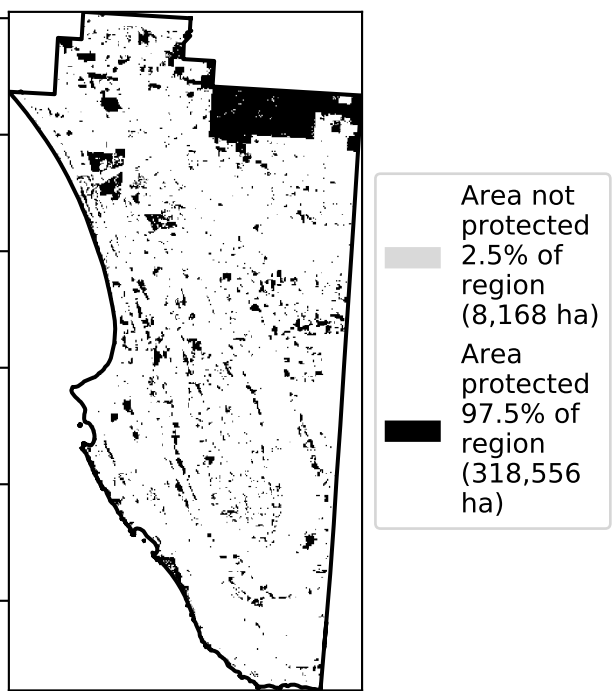 Area not
protected
2.5% of
region
(8,168 ha)
Area
protected
97.5% of
region
(318,556
ha)